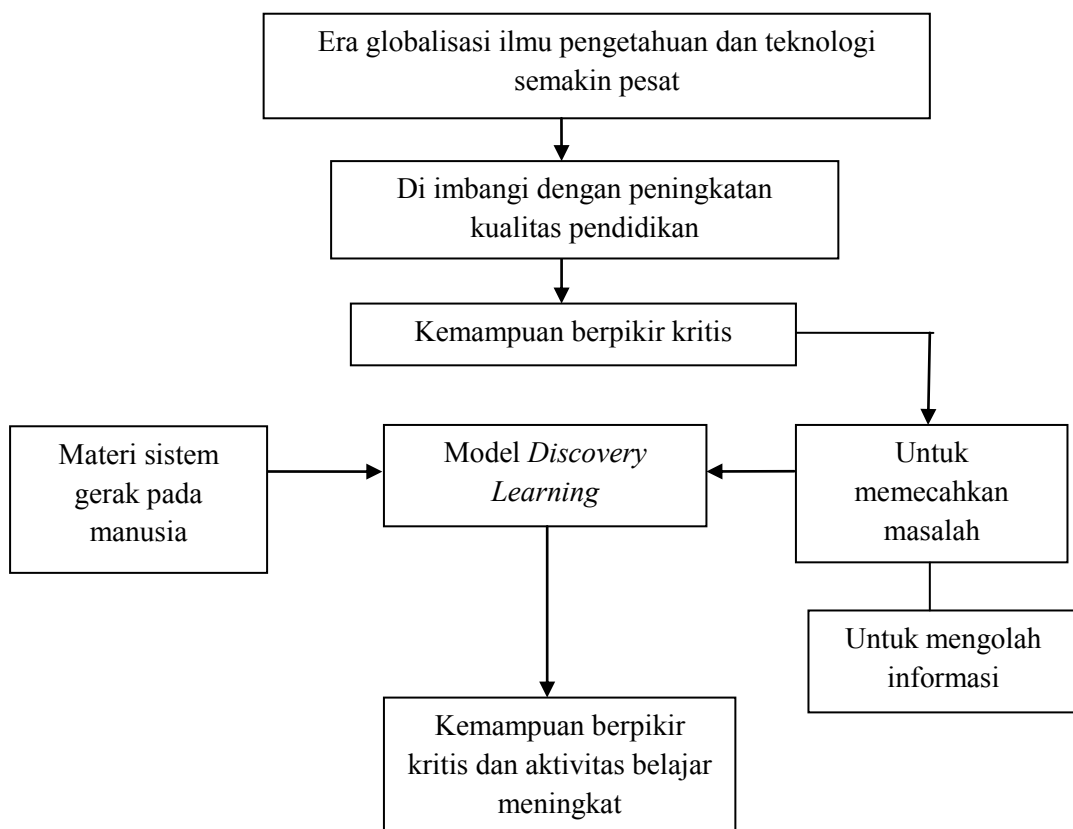 Era globalisasi ilmu pengetahuan dan teknologi
semakin pesat
Di imbangi dengan peningkatan
kualitas pendidikan
Kemampuan berpikir kritis
Materi sistem
gerak pada
manusia
Model Discovery
Learning
Untuk
memecahkan
masalah
Untuk mengolah
informasi
Kemampuan berpikir
kritis dan aktivitas belajar
meningkat